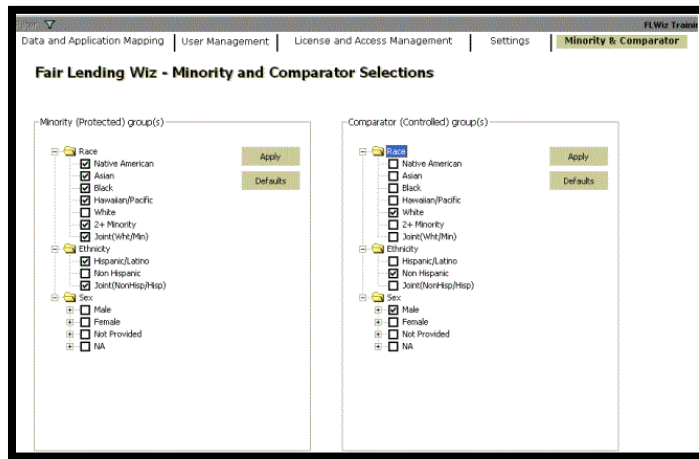 Filter
FLWiz Trainin
Data and Application Mapping User Management License and Access Management Settings Minority & Comparator
Fair Lending Wiz - Minority and Comparator Selections
Minority (Protected) group(s)
Race
Native American
Asian
Black
Hawaiian/Pacific
White
2+ Minority
Joint(Wht/Min)
Ethnicity
Hispanic/Latino
Non Hispanic
Joint(NonHisp/Hisp)
Sex
Male
Female
Not Provided
NA
Apply
Defaults
Comparator (Controlled) group(s)
Race
Native American
Asian
Black
Hawaiian/Pacific
White
2+ Minority
Joint(Wht/Min)
Ethnicity
Hispanic/Latino
Non Hispanic
Joint(NonHisp/Hisp)
Sex
Male
Female
Not Provided
NA
Apply
Defaults